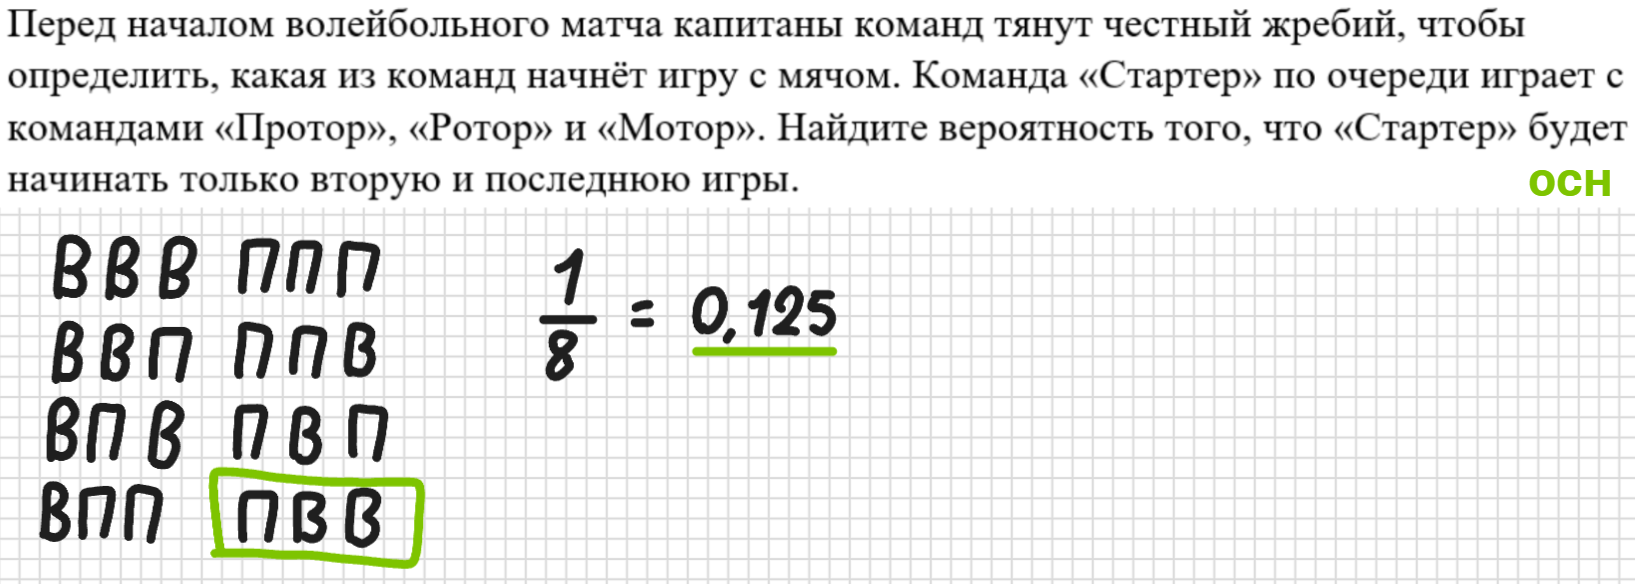 Перед началом волейбольного матча капитаны команд тянут честный жребий, чтобы
определить, какая из команд начнёт игру с мячом. Команда «Стартер» по очереди играет с
командами «Протор», «Ротор» и «Мотор». Найдите вероятность того, что «Стартер» будет
начинать только вторую и последнюю игры.
осн
ВВВ ППП
ВВП ППВ
ВПВ ПВП
ВПП ПВВ
1/8 = 0,125